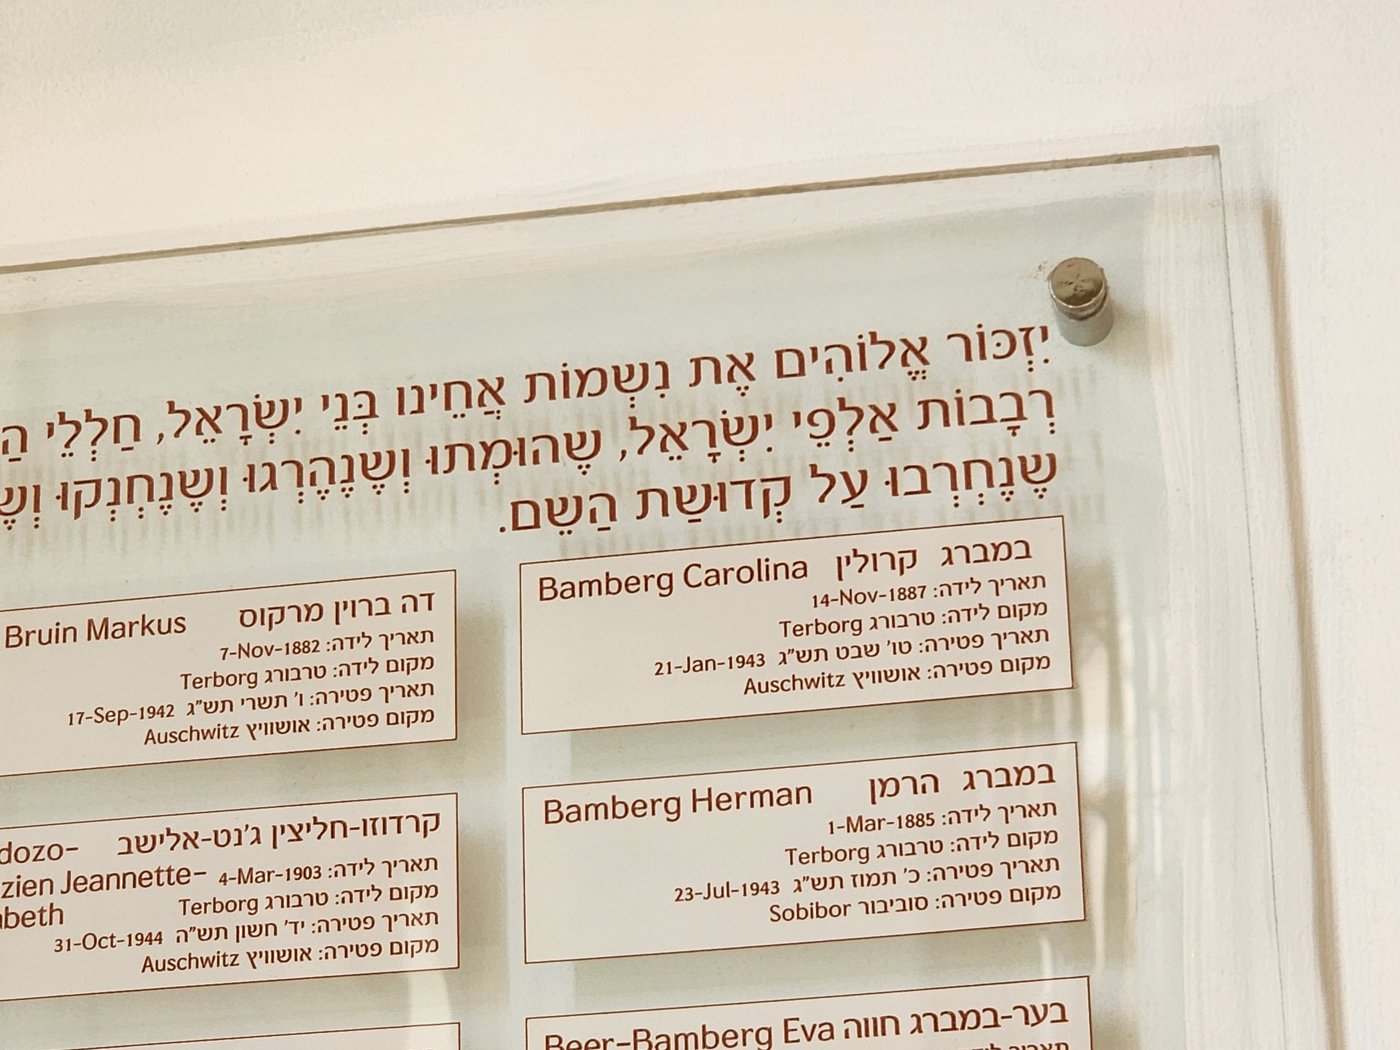 יִזְכּוֹר אֱלוֹהִים אֶת נִשְׁמוֹת אֲחֵינוּ בְּנֵי יִשְׂרָאֵל, חַלְלֵי
רִבְבוֹת אַלְפֵי יִשְׂרָאֵל, שֶׁהוּמְתוּ וְשֶׁנֶהֶרְגוּ וְשֶׁנֶחְנְקוּ
שֶׁנֶחְרְבוּ עַל קְדוּשַׁת הַשֵׁם.
Bamberg Carolina במברג קרולין
תאריך לידה: 14-Nov-1887
מקום לידה: טרבורג Terborg
תאריך פטירה: טו' שבט תש"ג 21-Jan-1943
מקום פטירה: אושוויץ Auschwitz
Bruin Markus דה ברוין מרקוס
תאריך לידה: 7-Nov-1882
מקום לידה: טרבורג Terborg
תאריך פטירה: ו' תשרי תש"ג 17-Sep-1942
מקום פטירה: אושוויץ Auschwitz
Bamberg Herman במברג הרמן
תאריך לידה: 1-Mar-1885
מקום לידה: טרבורג Terborg
תאריך פטירה: כ' תמוז תש"ג 23-Jul-1943
מקום פטירה: סוביבור Sobibor
קרדוזו-חליצין ג'נט-אלישב
Jeannette-
תאריך לידה: 4-Mar-1903
מקום לידה: טרבורג Terborg
תאריך פטירה: יד' חשון תש"ה 31-Oct-1944
מקום פטירה: אושוויץ Auschwitz
Beer-Bamberg Eva בער-במברג חווה